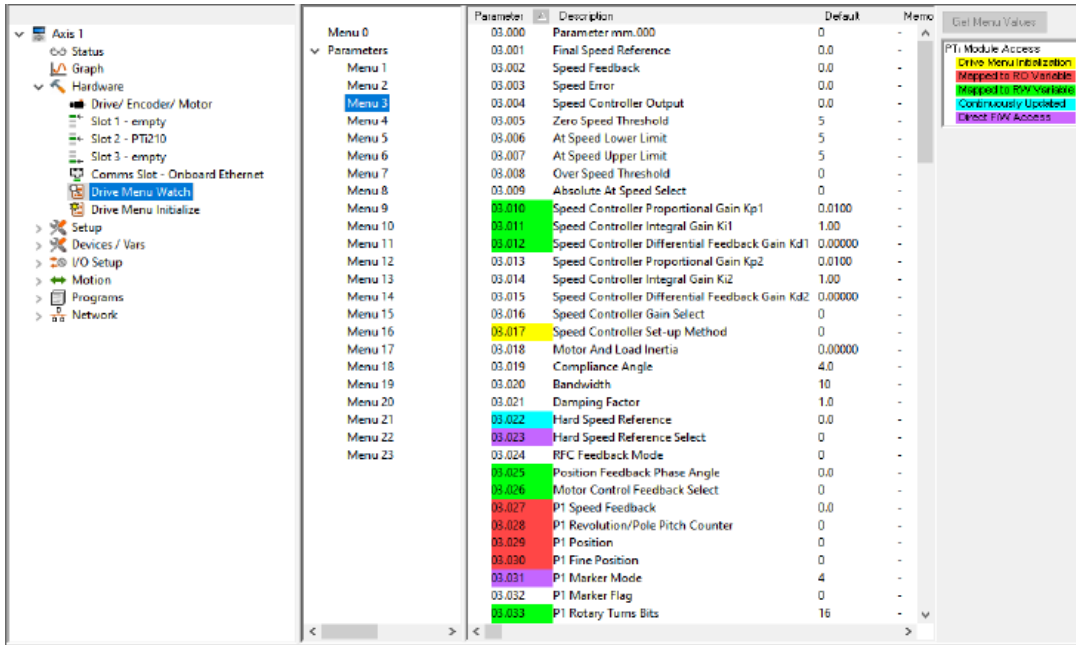 Axis 1
Status
Graph
Hardware
Drive/ Encoder/ Motor
Slot 1 - empty
Slot 2 - PTi210
Slot 3 - empty
Comms Slot - Onboard Ethernet
Drive Menu Watch
Drive Menu Initialize
Setup
Devices / Vars
I/O Setup
Motion
Programs
Network
Menu 0
Parameters
Menu 1
Menu 2
Menu 3
Menu 4
Menu 5
Menu 6
Menu 7
Menu 8
Menu 9
Menu 10
Menu 11
Menu 12
Menu 13
Menu 14
Menu 15
Menu 16
Menu 17
Menu 18
Menu 19
Menu 20
Menu 21
Menu 22
Menu 23
Parameter Description Default Memo
03.000 Parameter mm.000 0 -
03.001 Final Speed Reference 0.0 -
03.002 Speed Feedback 0.0 -
03.003 Speed Error 0.0 -
03.004 Speed Controller Output 0.0 -
03.005 Zero Speed Threshold 5 -
03.006 At Speed Lower Limit 5 -
03.007 At Speed Upper Limit 5 -
03.008 Over Speed Threshold 0 -
03.009 Absolute At Speed Select 0 -
03.010 Speed Controller Proportional Gain Kp1 0.0100 -
03.011 Speed Controller Integral Gain Ki1 1.00 -
03.012 Speed Controller Differential Feedback Gain Kd1 0.00000 -
03.013 Speed Controller Proportional Gain Kp2 0.0100 -
03.014 Speed Controller Integral Gain Ki2 1.00 -
03.015 Speed Controller Differential Feedback Gain Kd2 0.00000 -
03.016 Speed Controller Gain Select 0 -
03.017 Speed Controller Set-up Method 0 -
03.018 Motor And Load Inertia 0.00000 -
03.019 Compliance Angle 4.0 -
03.020 Bandwidth 10 -
03.021 Damping Factor 1.0 -
03.022 Hard Speed Reference 0.0 -
03.023 Hard Speed Reference Select 0 -
03.024 RFC Feedback Mode 0 -
03.025 Position Feedback Phase Angle 0.0 -
03.026 Motor Control Feedback Select 0 -
03.027 P1 Speed Feedback 0.0 -
03.028 P1 Revolution/Pole Pitch Counter 0 -
03.029 P1 Position 0 -
03.030 P1 Fine Position 0 -
03.031 P1 Marker Mode 4 -
03.032 P1 Marker Flag 0 -
03.033 P1 Rotary Turns Bits 16 -
Get Menu Values
PTi Module Access
Drive Menu Initialization
Mapped to RO Variable
Mapped to RW Variable
Continuously Updated
Direct R/W Access